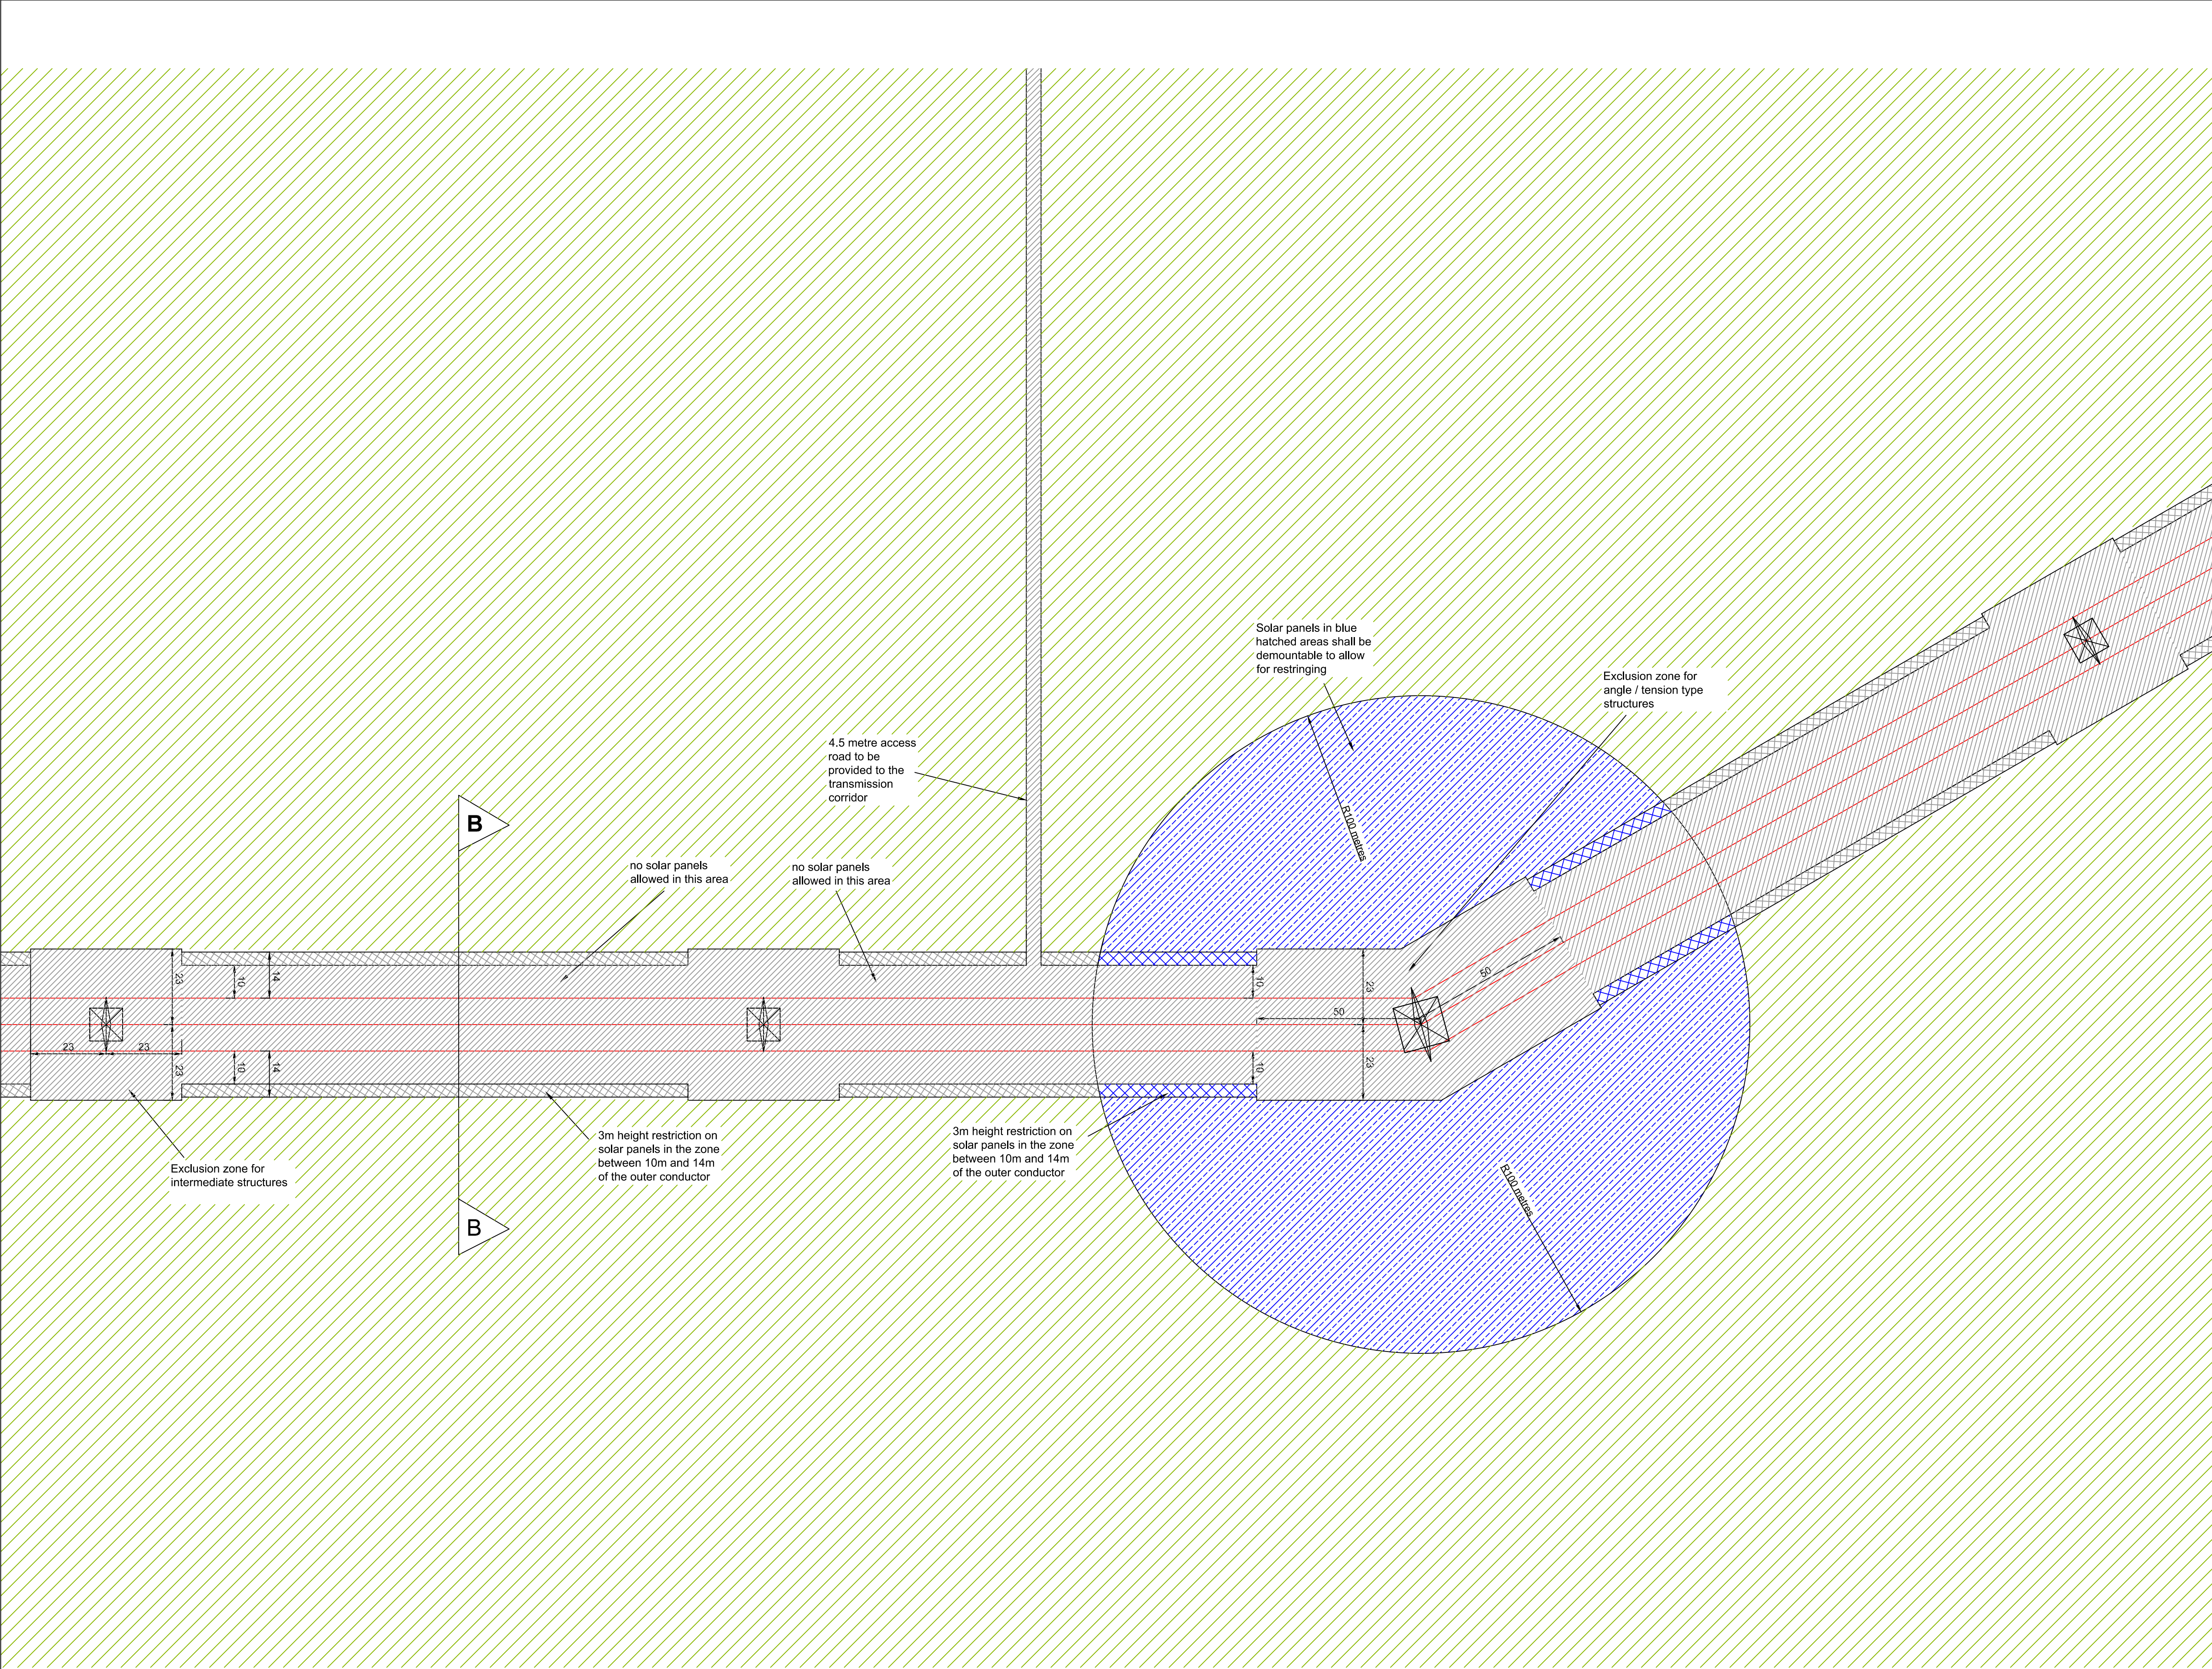 Solar panels in blue
hatched areas shall be
demountable to allow
for restringing
Exclusion zone for
angle / tension type
structures
4.5 metre access
road to be
provided to the
transmission
corridor
R100 metres
B
no solar panels
allowed in this area
no solar panels
allowed in this area
23
10
14
10
23
50
50
23
23
23
10
14
10
23
3m height restriction on
solar panels in the zone
between 10m and 14m
of the outer conductor
3m height restriction on
solar panels in the zone
between 10m and 14m
of the outer conductor
Exclusion zone for
intermediate structures
R100 metres
B